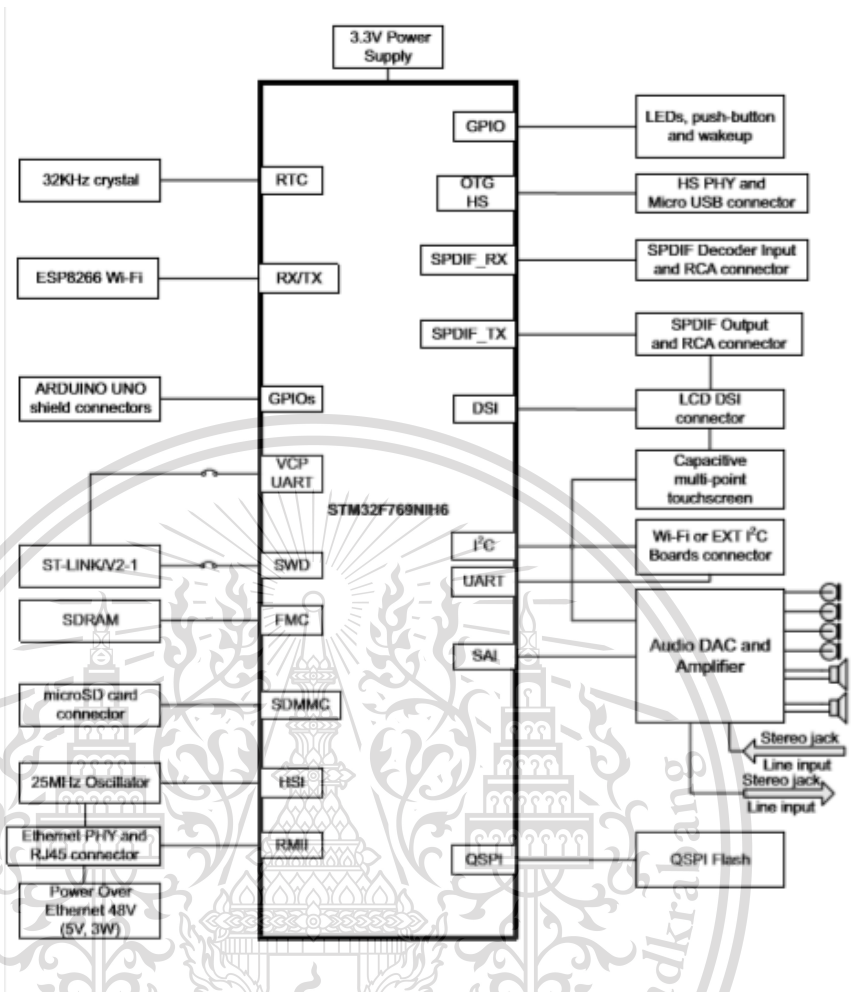 3.3V Power
Supply
GPIO
LEDs, push-button
and wakeup
32KHz crystal
RTC
OTG
HS
HS PHY and
Micro USB connector
ESP8266 Wi-Fi
RX/TX
SPDIF_RX
SPDIF Decoder Input
and RCA connector
SPDIF_TX
SPDIF Output
and RCA connector
ARDUINO UNO
shield connectors
GPIOs
DSI
LCD DSI
connector
VCP
UART
Capacitive
multi-point
touchscreen
STM32F769NIH6
I²C
Wi-Fi or EXT I²C
Boards connector
ST-LINK/V2-1
SWD
UART
SDRAM
FMC
SAI
Audio DAC and
Amplifier
microSD card
connector
SDMMC
Stereo jack
Line input
Stereo jack
Line input
25MHz Oscillator
HSI
Ethernet PHY and
RJ45 connector
RMII
QSPI
QSPI Flash
Power Over
Ethernet 48V
(5V, 3W)